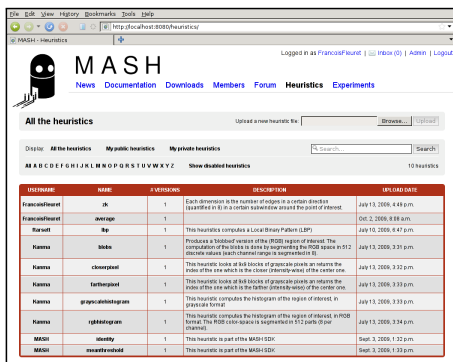 File Edit View History Bookmarks Tools Help
http://localhost:8080/heuristics/
MASH - Heuristics
Logged in as FrancoisFleuret | Inbox (0) | Admin | Logout
MASH
News Documentation Downloads Members Forum Heuristics Experiments
All the heuristics
Upload a new heuristic file: Browse... Upload
Display: All the heuristics My public heuristics My private heuristics Search... Search
All A B C D E F G H I J K L M N O P Q R S T U V W X Y Z Show disabled heuristics 10 heuristics
USERNAME NAME # VERSIONS DESCRIPTION UPLOAD DATE
FrancoisFleuret zk 1 Each dimension is the number of edges in a certain direction (quantified in 8) in a certain subwindow around the point of interest. July 13, 2009, 4:48 p.m.
FrancoisFleuret average 1 Oct. 2, 2009, 8:08 a.m.
Rarsett lbp 1 This heuristics computes a Local Binary Pattern (LBP) July 10, 2009, 6:47 p.m.
Kanma blobs 1 Produces a 'blobbed' version of the (RGB) region of interest. The computation of the blobs is done by segmenting the RGB space in 512 discrete values (each channel range is segmented in 8). July 13, 2009, 3:31 p.m.
Kanma closerpixel 1 This heuristic looks at 8x8 blocks of grayscale pixels an returns the index of the one which is the closer (intensity-wise) of the center one. July 13, 2009, 3:32 p.m.
Kanma fartherpixel 1 This heuristic looks at 8x8 blocks of grayscale pixels an returns the index of the one which is the farther (intensity-wise) of the center one. July 13, 2009, 3:33 p.m.
Kanma grayscalehistogram 1 This heuristic computes the histogram of the region of interest, in grayscale format July 13, 2009, 3:33 p.m.
Kanma rgbhistogram 1 This heuristic computes the histogram of the region of interest, in RGB format. The RGB color-space is segmented in 512 parts (8 per channel). July 13, 2009, 3:34 p.m.
MASH identity 1 This heuristic is part of the MASH SDK Sept. 3, 2009, 1:32 p.m.
MASH meanthreshold 1 This heuristic is part of the MASH SDK Sept. 3, 2009, 1:33 p.m.